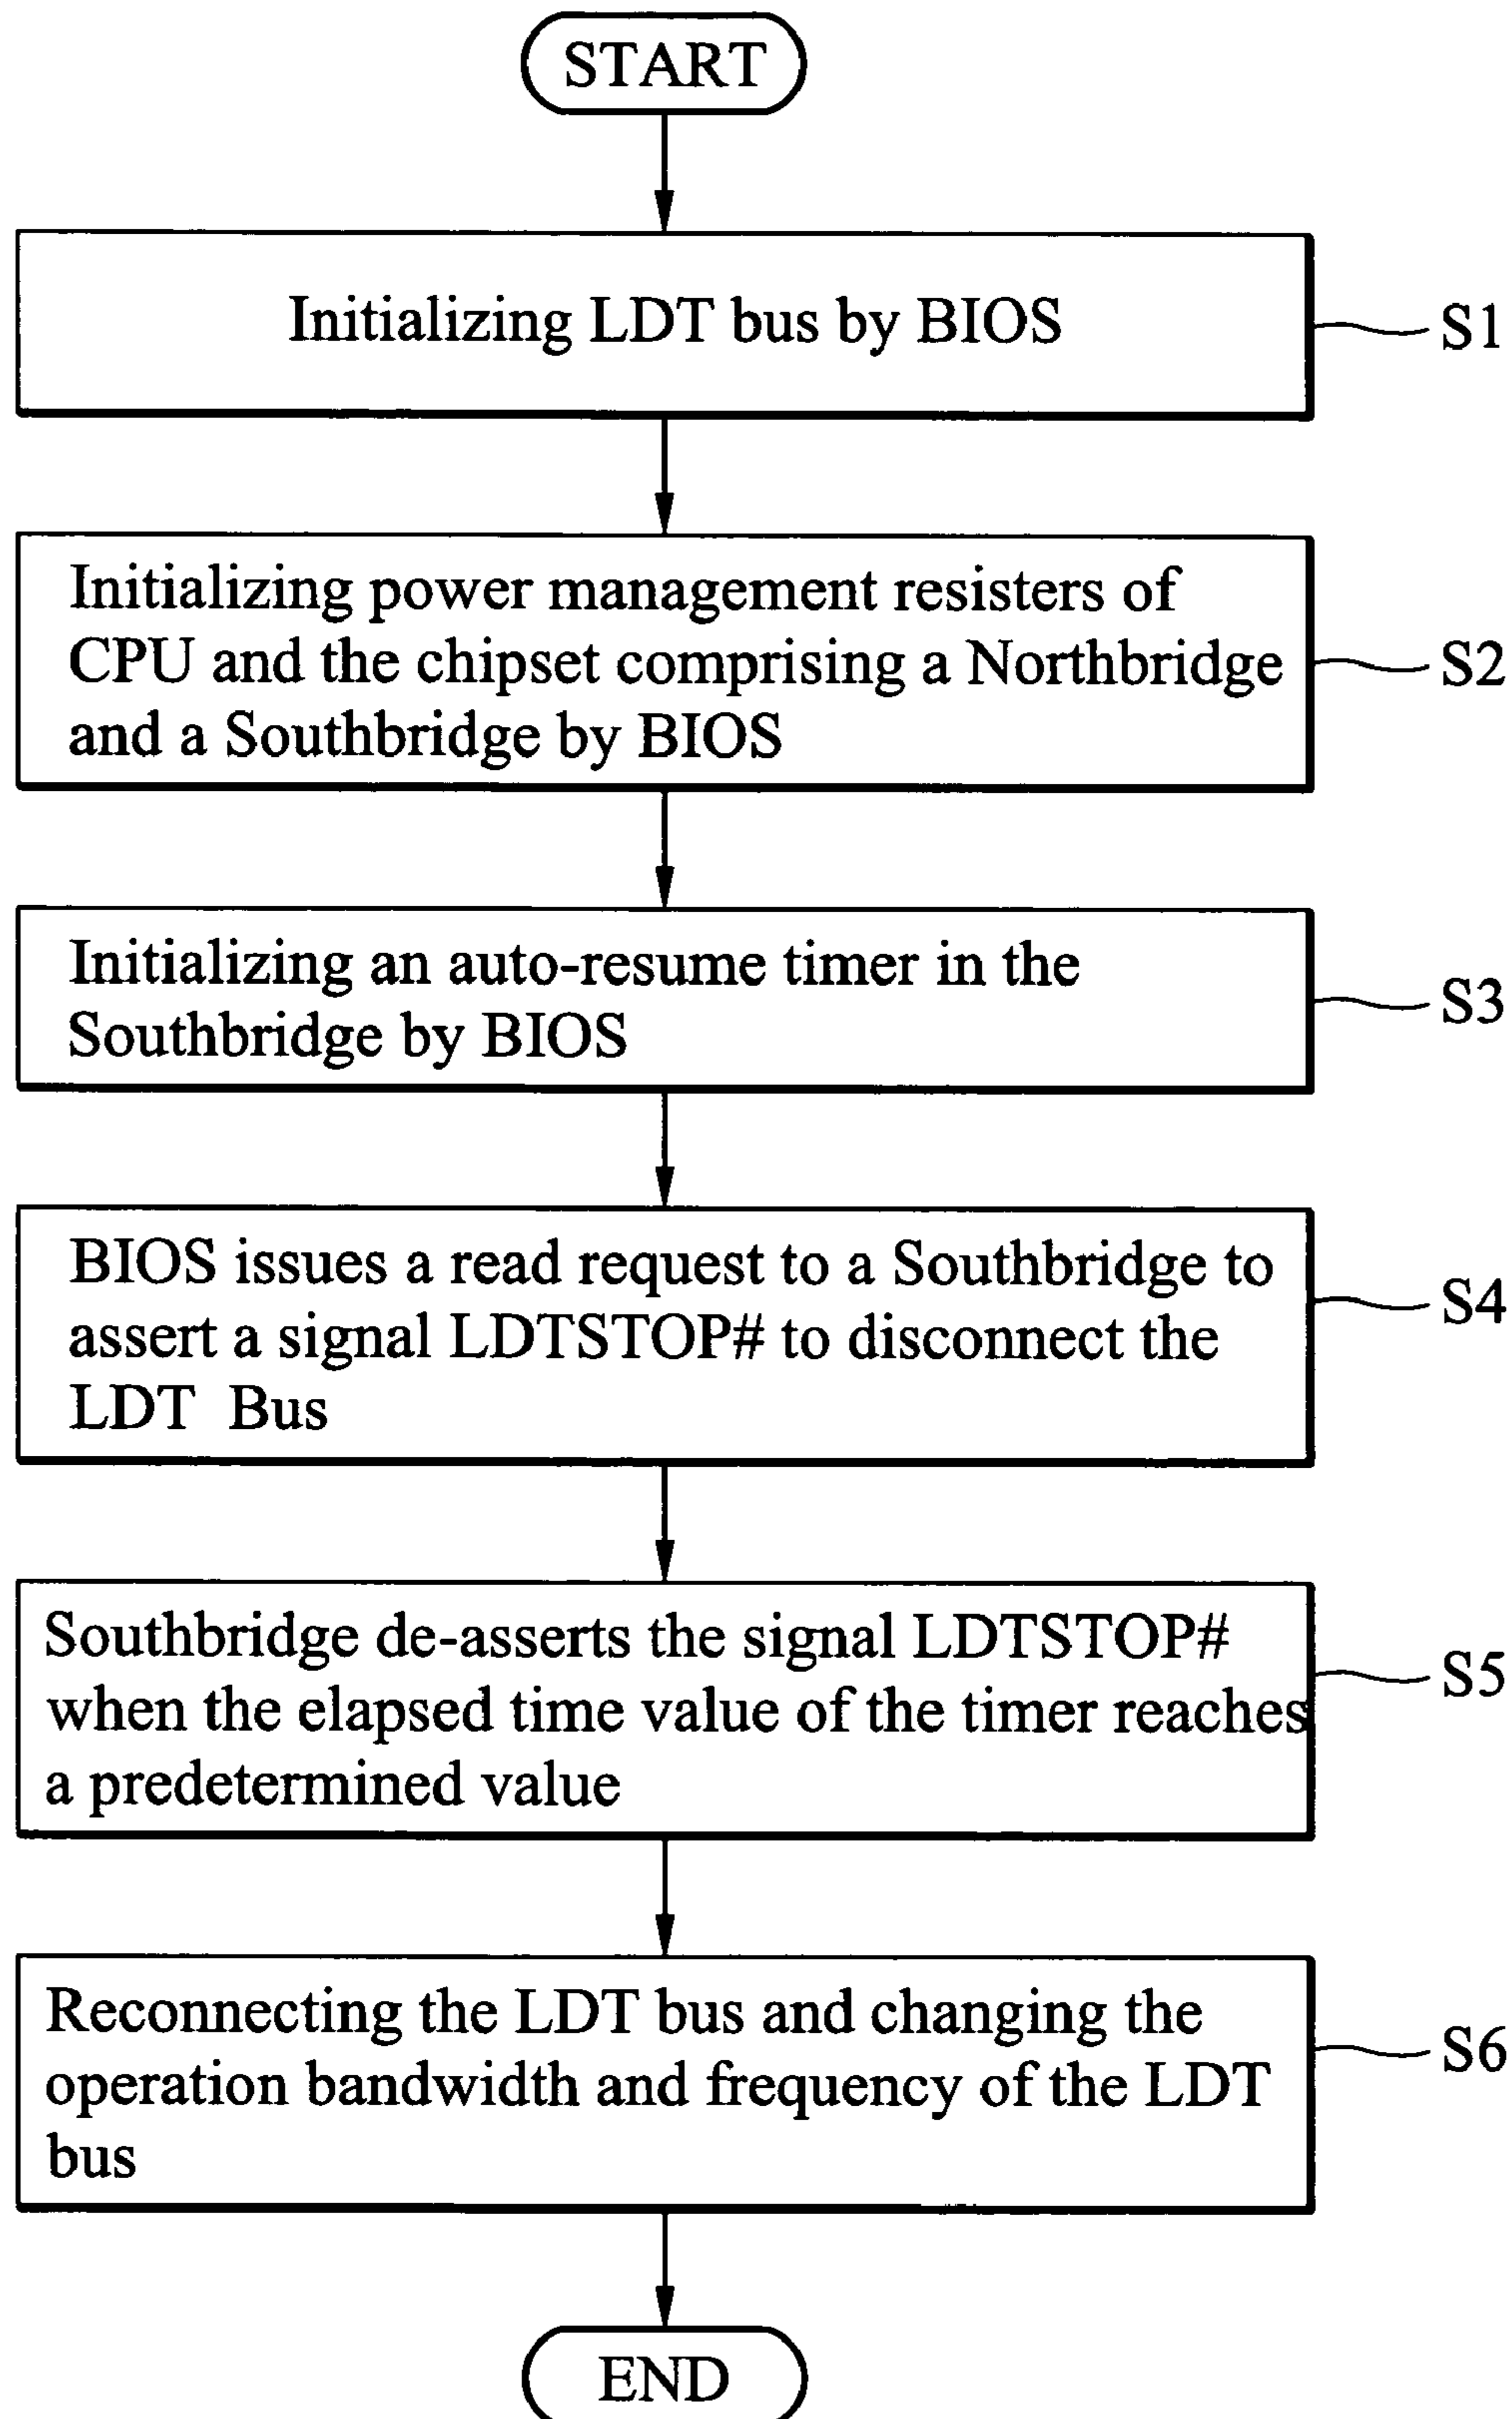 START
Initializing LDT bus by BIOS
S1
Initializing power management resisters of
CPU and the chipset comprising a Northbridge
and a Southbridge by BIOS
S2
Initializing an auto-resume timer in the
Southbridge by BIOS
S3
BIOS issues a read request to a Southbridge to
assert a signal LDTSTOP# to disconnect the
LDT Bus
S4
Southbridge de-asserts the signal LDTSTOP#
when the elapsed time value of the timer reaches
a predetermined value
S5
Reconnecting the LDT bus and changing the
operation bandwidth and frequency of the LDT
bus
S6
END